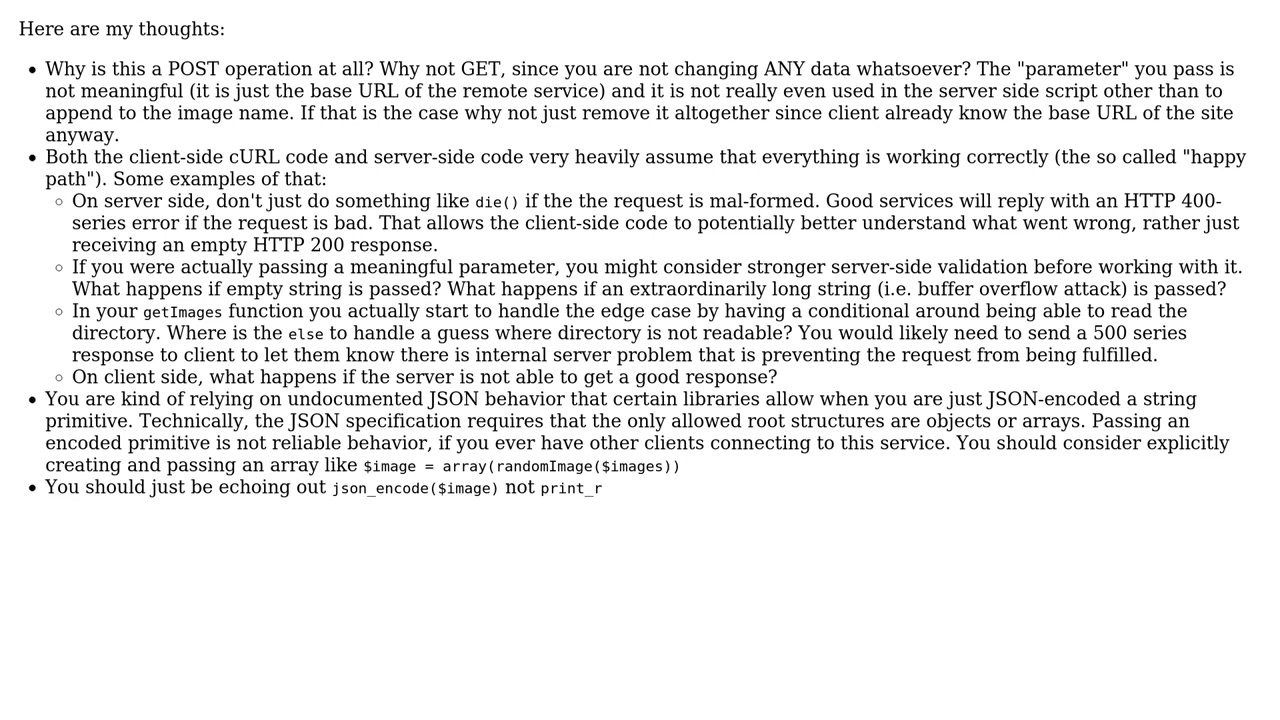 Here are my thoughts:
Why is this a POST operation at all? Why not GET, since you are not changing ANY data whatsoever? The "parameter" you pass is
not meaningful (it is just the base URL of the remote service) and it is not really even used in the server side script other than to
append to the image name. If that is the case why not just remove it altogether since client already know the base URL of the site
anyway.
Both the client-side cURL code and server-side code very heavily assume that everything is working correctly (the so called "happy
path"). Some examples of that:
On server side, don't just do something like die() if the the request is mal-formed. Good services will reply with an HTTP 400-
series error if the request is bad. That allows the client-side code to potentially better understand what went wrong, rather just
receiving an empty HTTP 200 response.
If you were actually passing a meaningful parameter, you might consider stronger server-side validation before working with it.
What happens if empty string is passed? What happens if an extraordinarily long string (i.e. buffer overflow attack) is passed?
In your getImages function you actually start to handle the edge case by having a conditional around being able to read the
directory. Where is the else to handle a guess where directory is not readable? You would likely need to send a 500 series
response to client to let them know there is internal server problem that is preventing the request from being fulfilled.
On client side, what happens if the server is not able to get a good response?
You are kind of relying on undocumented JSON behavior that certain libraries allow when you are just JSON-encoded a string
primitive. Technically, the JSON specification requires that the only allowed root structures are objects or arrays. Passing an
encoded primitive is not reliable behavior, if you ever have other clients connecting to this service. You should consider explicitly
creating and passing an array like $image = array(randomImage($images))
You should just be echoing out json_encode($image) not print_r